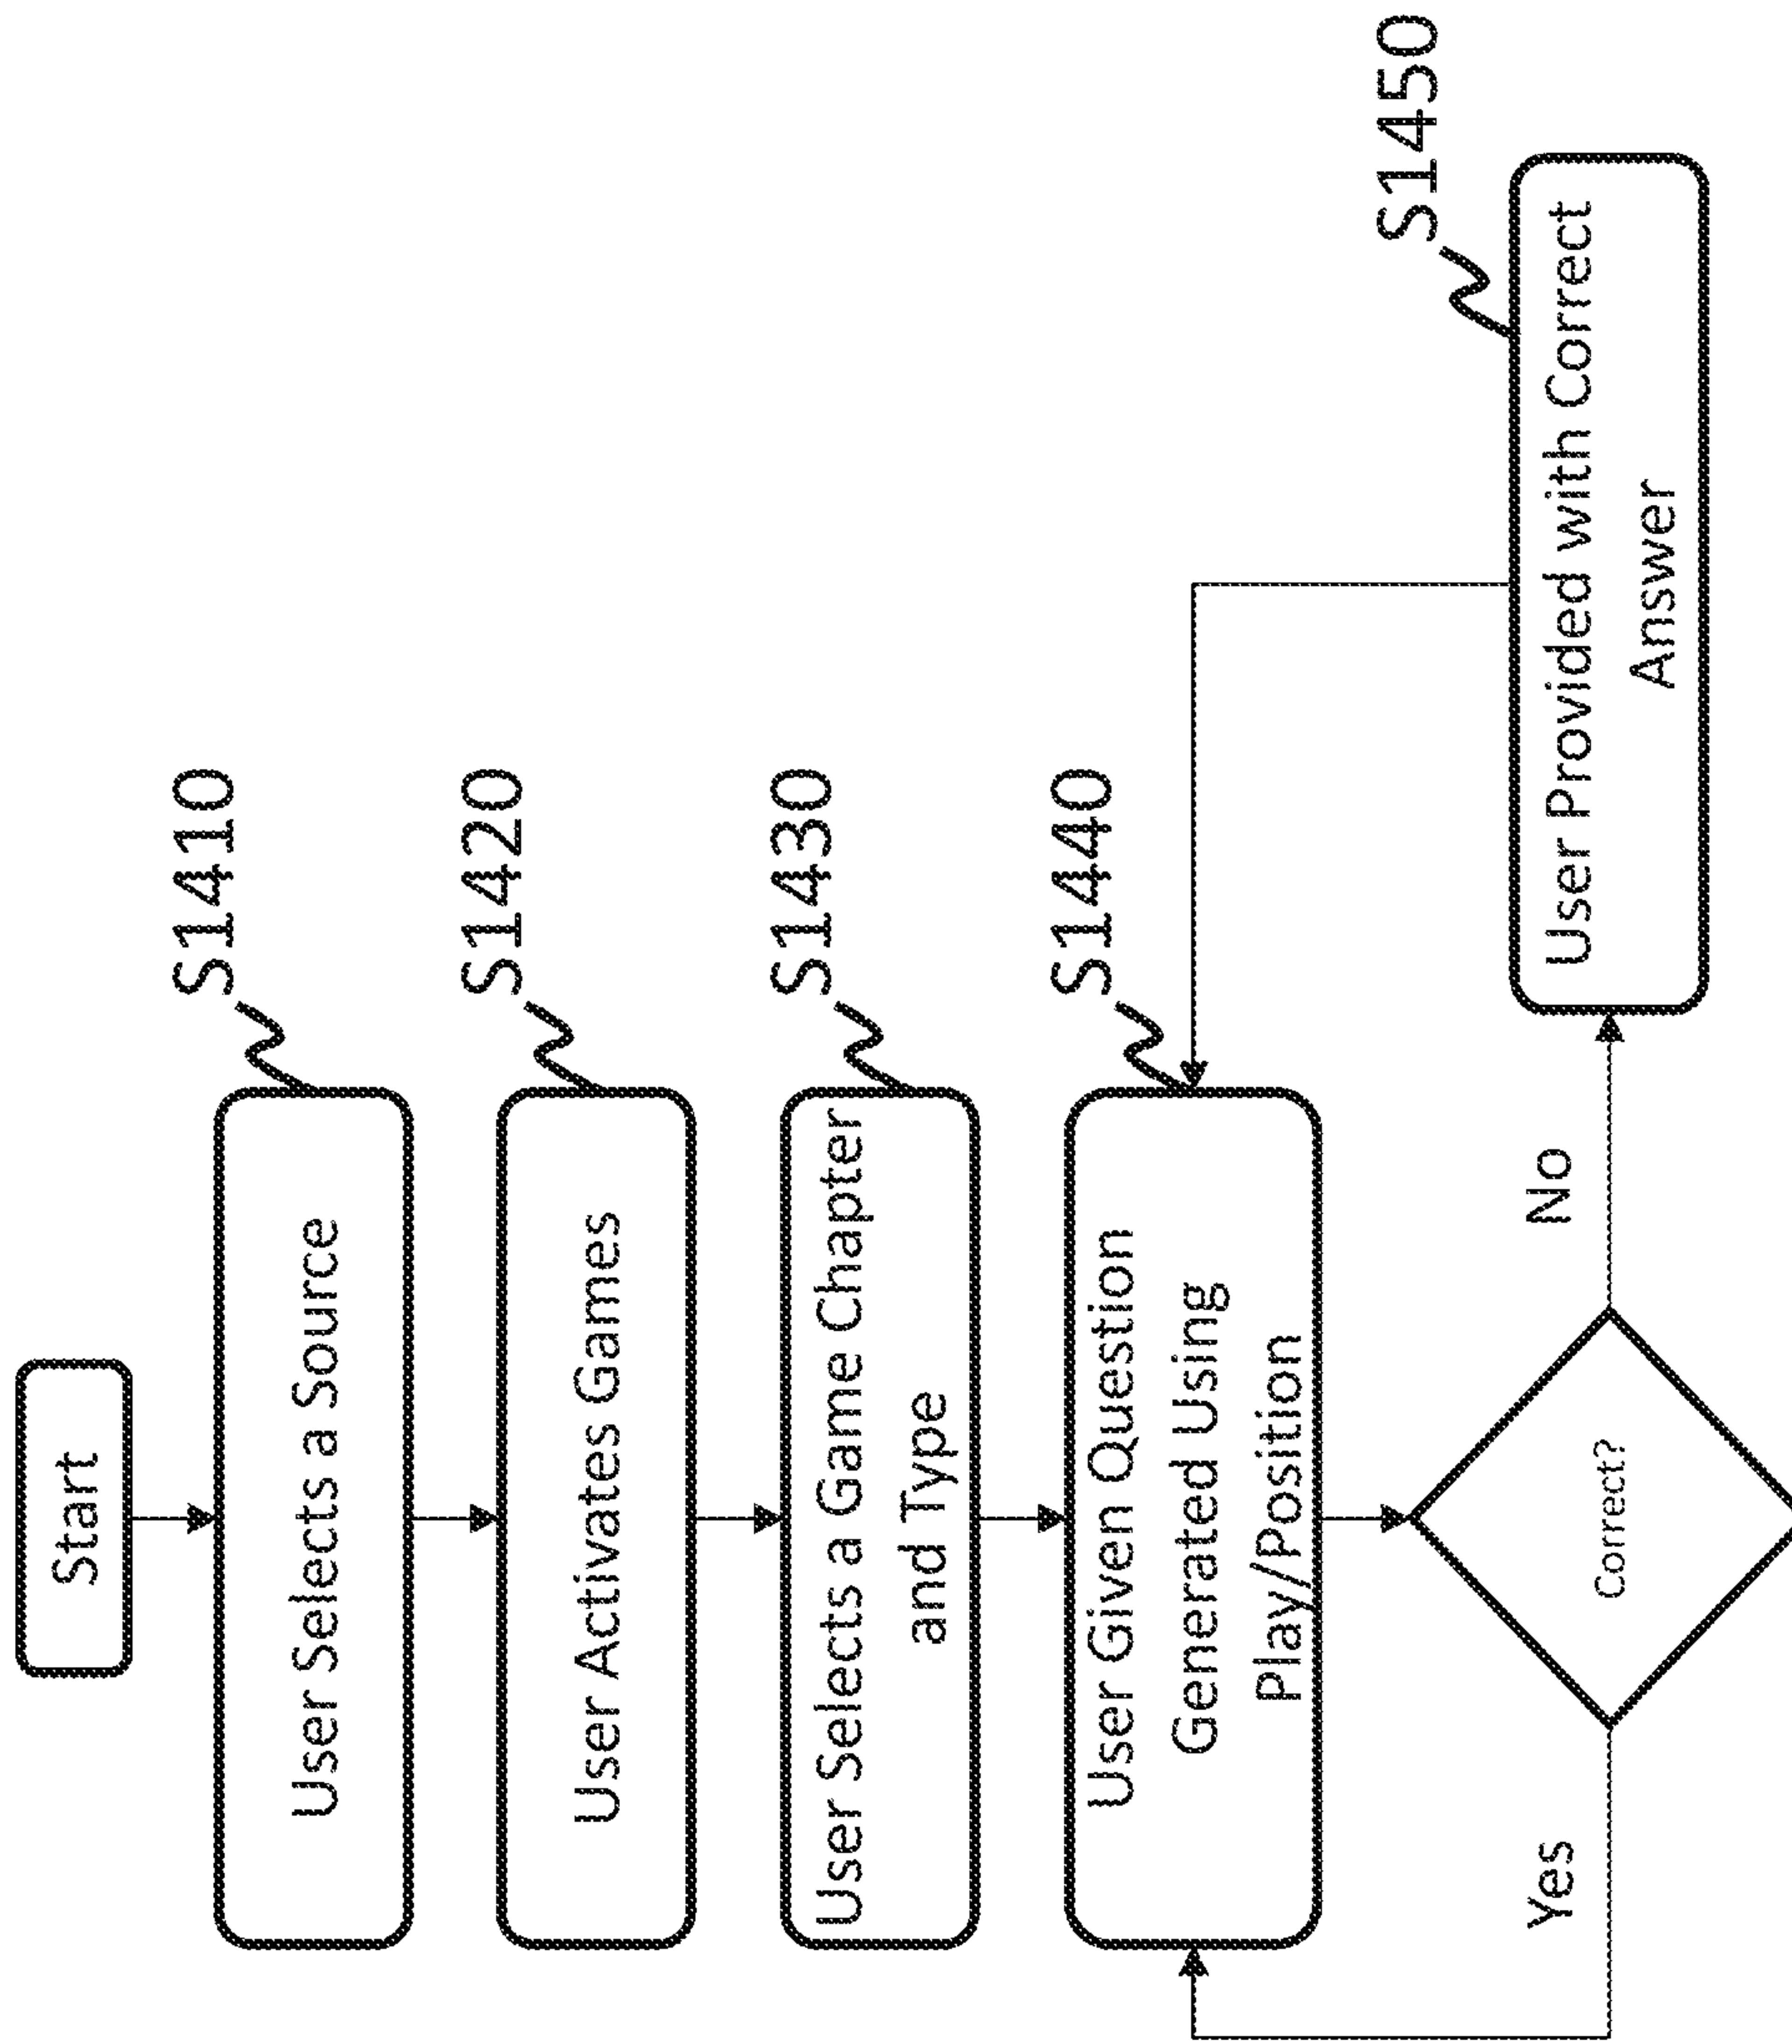 Start
S1410
User Selects a Source
S1420
User Activates Games
S1430
User Selects a Game Chapter
and Type
S1440
User Given Question
Generated Using
Play/Position
Correct?
Yes
No
S1450
User Provided with Correct
Answer